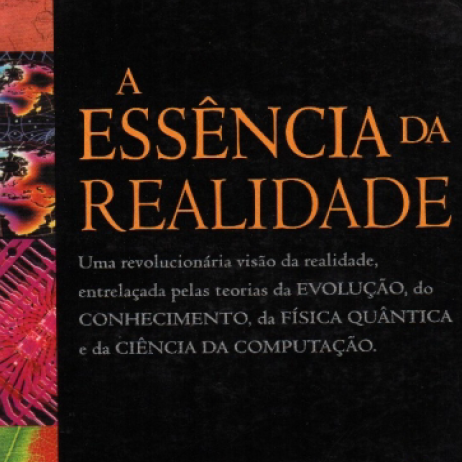 A
ESSÊNCIA DA
REALIDADE
Uma revolucionária visão da realidade,
entrelaçada pelas teorias da EVOLUÇÃO, do
CONHECIMENTO, da FÍSICA QUÂNTICA
e da CIÊNCIA DA COMPUTAÇÃO.